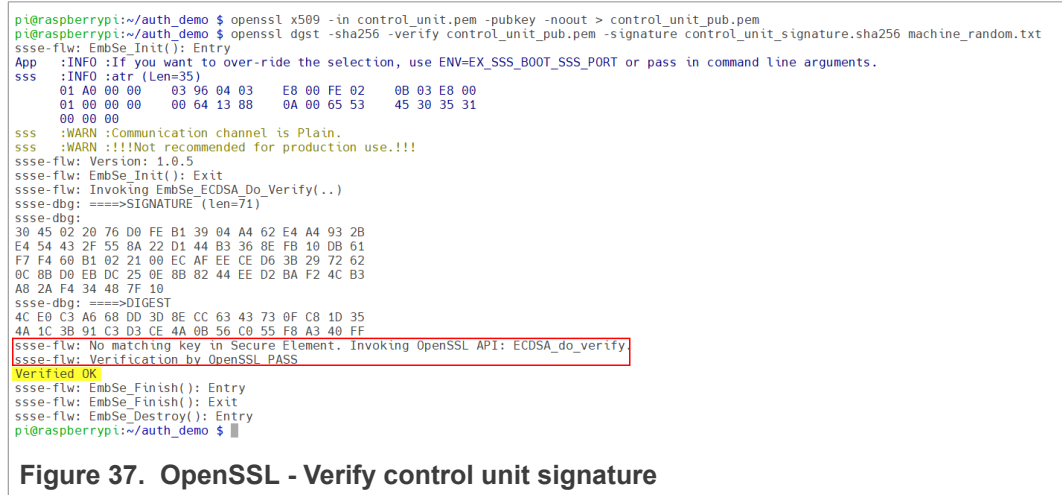 pi@raspberrypi:~/auth_demo $ openssl x509 -in control_unit.pem -pubkey -noout > control_unit_pub.pem
pi@raspberrypi:~/auth_demo $ openssl dgst -sha256 -verify control_unit_pub.pem -signature control_unit_signature.sha256 machine_random.txt
ssse-flw: EmbSe_Init(): Entry
App   :INFO :If you want to over-ride the selection, use ENV=EX_SSS_BOOT_SSS_PORT or pass in command line arguments.
sss   :INFO :atr (Len=35)
01 A0 00 00    03 96 04 03    E8 00 FE 02    0B 03 E8 00
01 00 00 00    00 64 13 88    0A 00 65 53    45 30 35 31
00 00 00
sss   :WARN :Communication channel is Plain.
sss   :WARN :!!!Not recommended for production use.!!!
ssse-flw: Version: 1.0.5
ssse-flw: EmbSe_Init(): Exit
ssse-flw: Invoking EmbSe_ECDSA_Do_Verify(..)
ssse-dbg: ====>SIGNATURE (len=71)
ssse-dbg:
30 45 02 20 76 D0 FE B1 39 04 A4 62 E4 A4 93 2B
E4 54 43 2F 55 8A 22 D1 44 B3 36 8E FB 10 DB 61
F7 F4 60 B1 02 21 00 EC AF EE CE D6 3B 29 72 62
0C 8B D0 EB DC 25 0E 8B 82 44 EE D2 BA F2 4C B3
A8 2A F4 34 48 7F 10
ssse-dbg: ====>DIGEST
4C E0 C3 A6 68 DD 3D 8E CC 63 43 73 0F C8 1D 35
4A 1C 3B 91 C3 D3 CE 4A 0B 56 C0 55 F8 A3 40 FF
ssse-flw: No matching key in Secure Element. Invoking OpenSSL API: ECDSA_do_verify.
ssse-flw: Verification by OpenSSL PASS
Verified OK
ssse-flw: EmbSe_Finish(): Entry
ssse-flw: EmbSe_Finish(): Exit
ssse-flw: EmbSe_Destroy(): Entry
pi@raspberrypi:~/auth_demo $
Figure 37. OpenSSL - Verify control unit signature